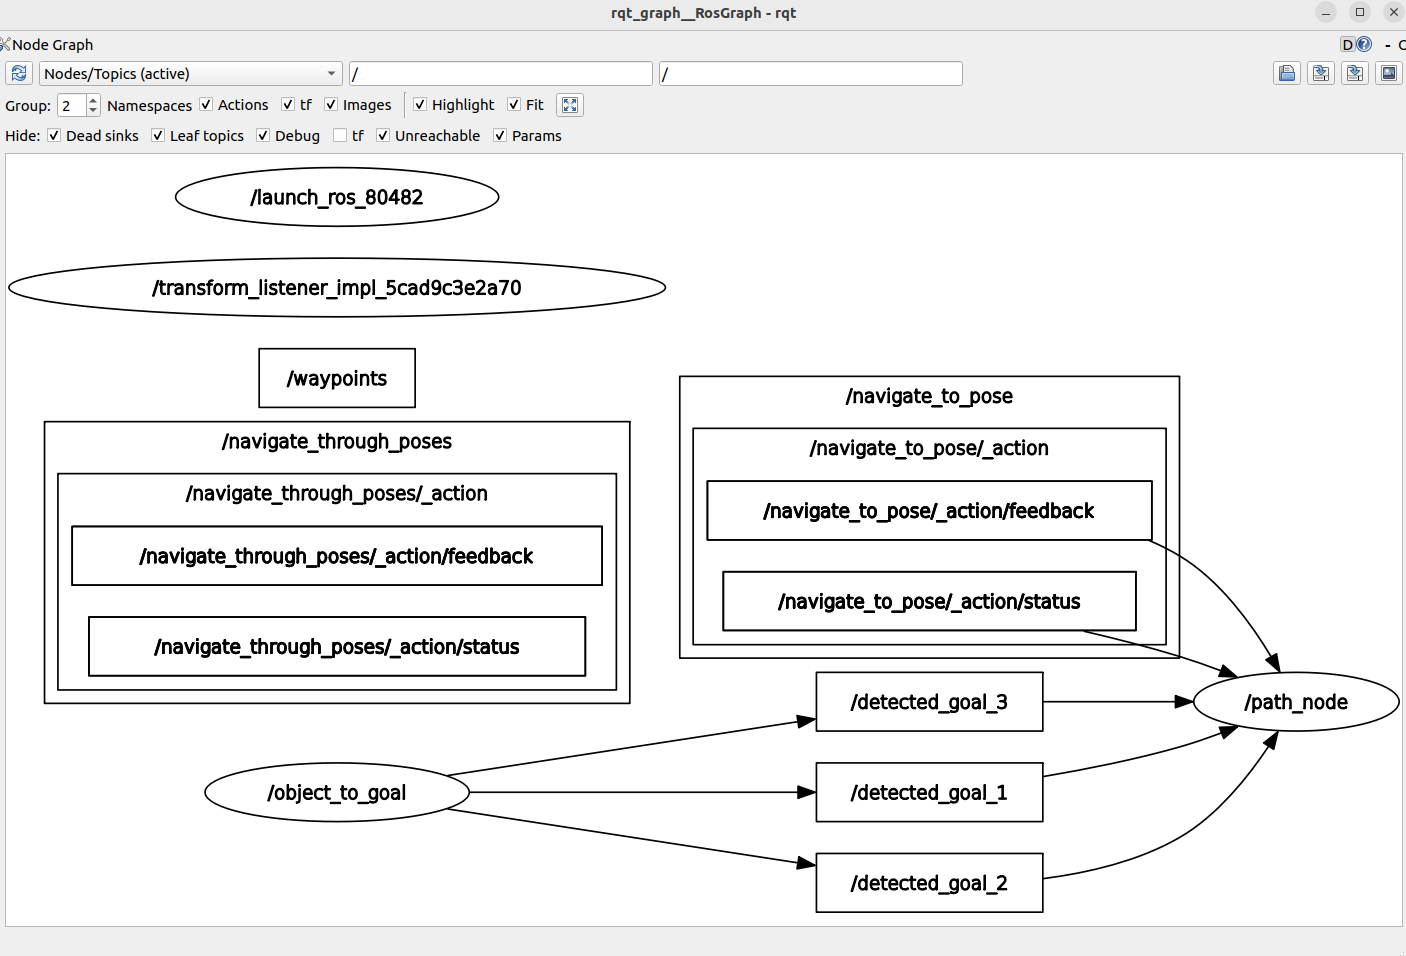 rqt_graph__RosGraph - rqt
Node Graph
D
-
Nodes/Topics (active)
/
/
Group: 2 Namespaces Actions tf Images Highlight Fit
Hide: Dead sinks Leaf topics Debug tf Unreachable Params
/launch_ros_80482
/transform_listener_impl_5cad9c3e2a70
/waypoints
/navigate_through_poses
/navigate_through_poses/_action
/navigate_through_poses/_action/feedback
/navigate_through_poses/_action/status
/navigate_to_pose
/navigate_to_pose/_action
/navigate_to_pose/_action/feedback
/navigate_to_pose/_action/status
/detected_goal_3
/path_node
/object_to_goal
/detected_goal_1
/detected_goal_2